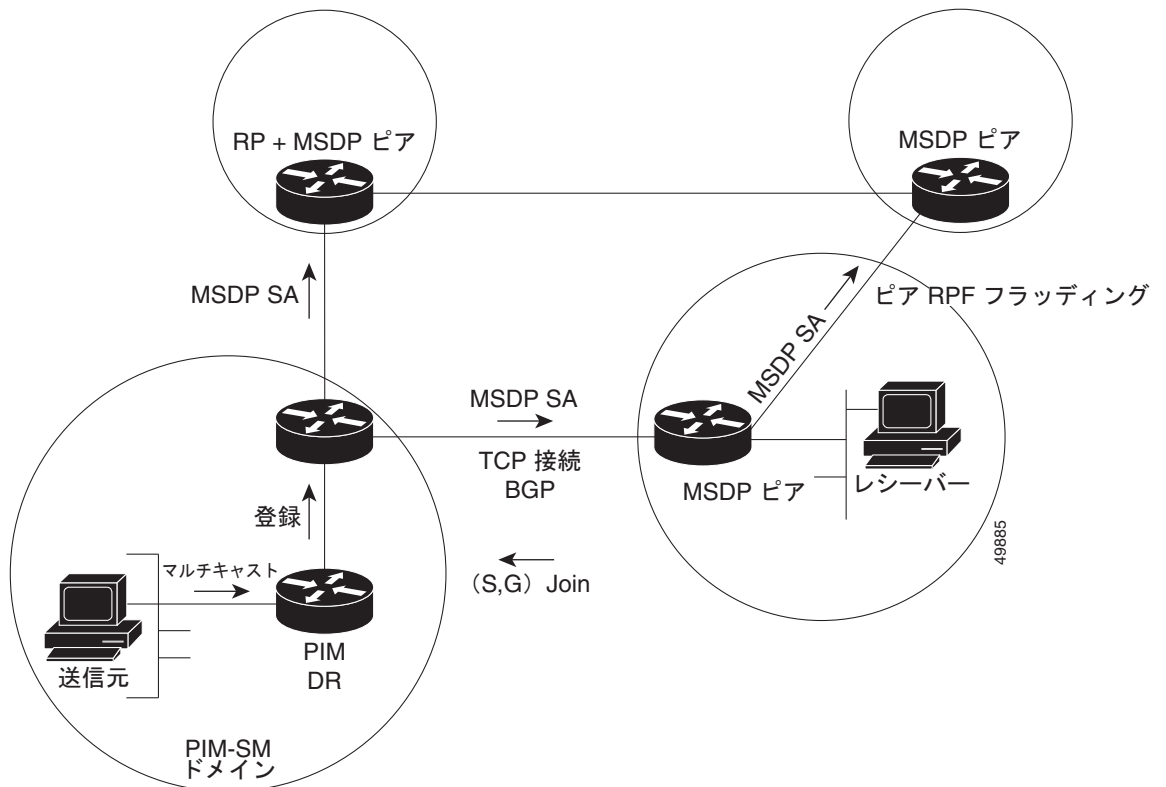 RP + MSDP ピア
MSDP ピア
MSDP SA
ピア RPF フラッディング
MSDP SA
MSDP SA
TCP 接続
BGP
MSDP ピア
レシーバー
登録
マルチキャスト
(S,G) Join
送信元
PIM
DR
PIM-SM
ドメイン
49885